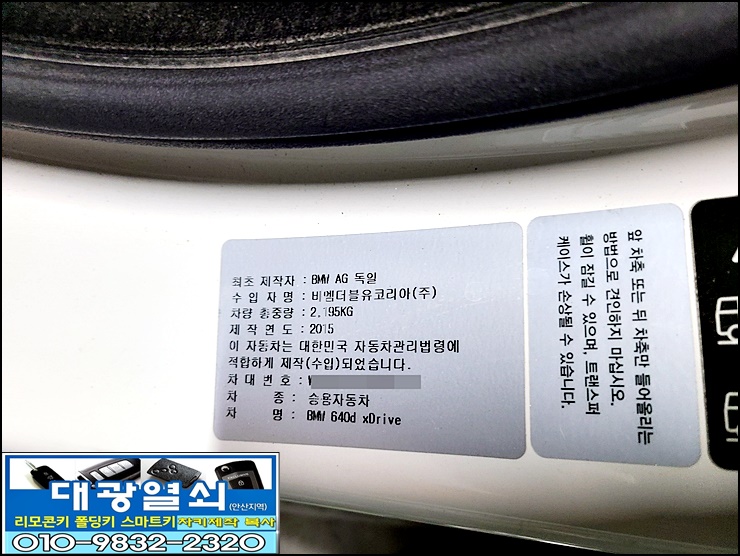 최초 제작자 : BMW AG 독일
수 입 자 명 : 비엠더블유코리아(주)
차량 총중량 : 2,195KG
제 작 연 도 : 2015
이 자동차는 대한민국 자동차관리법령에
적합하게 제작(수입)되었습니다.
차 대 번 호 : W
차 종 : 승용자동차
차 명 : BMW 640d xDrive
앞 차축 또는 뒤 차축만 들어올리는
방법으로 견인하지 마십시오.
휠이 잠길 수 있으며, 트랜스퍼
케이스가 손상될 수 있습니다.
대광열쇠 (안산지역)
리모콘키 폴딩키 스마트키 차키제작 복사
010-9832-2320